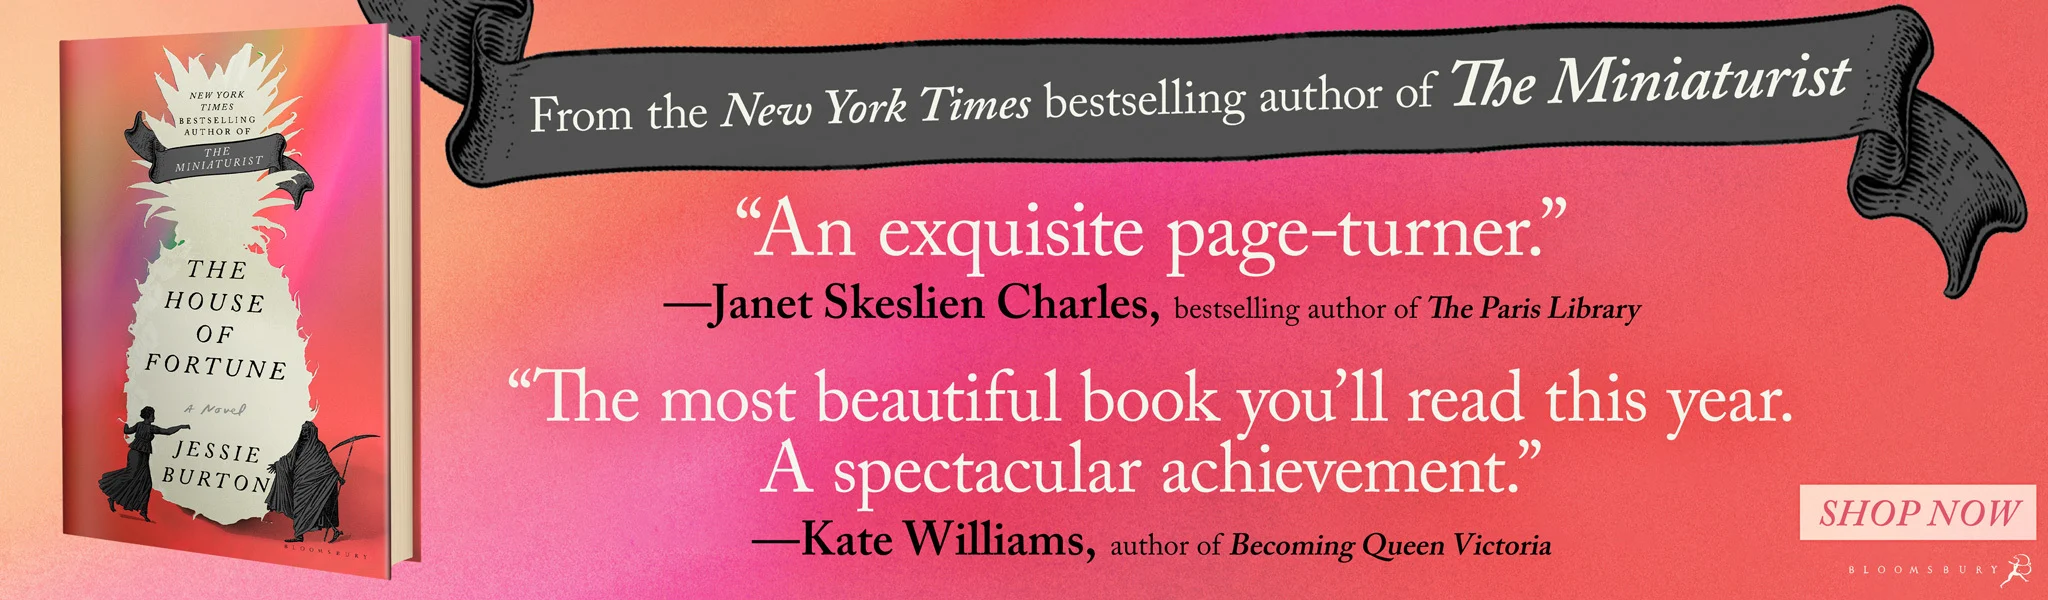 NEW YORK
TIMES
BESTSELLING
AUTHOR OF
THE
MINIATURIST
THE
HOUSE
OF
FORTUNE
A Novel
JESSIE
BURTON
BLOOMSBURY
From the New York Times bestselling author of The Miniaturist
“An exquisite page-turner.”
—Janet Skeslien Charles, bestselling author of The Paris Library
“The most beautiful book you’ll read this year.
A spectacular achievement.”
—Kate Williams, author of Becoming Queen Victoria
SHOP NOW
BLOOMSBURY